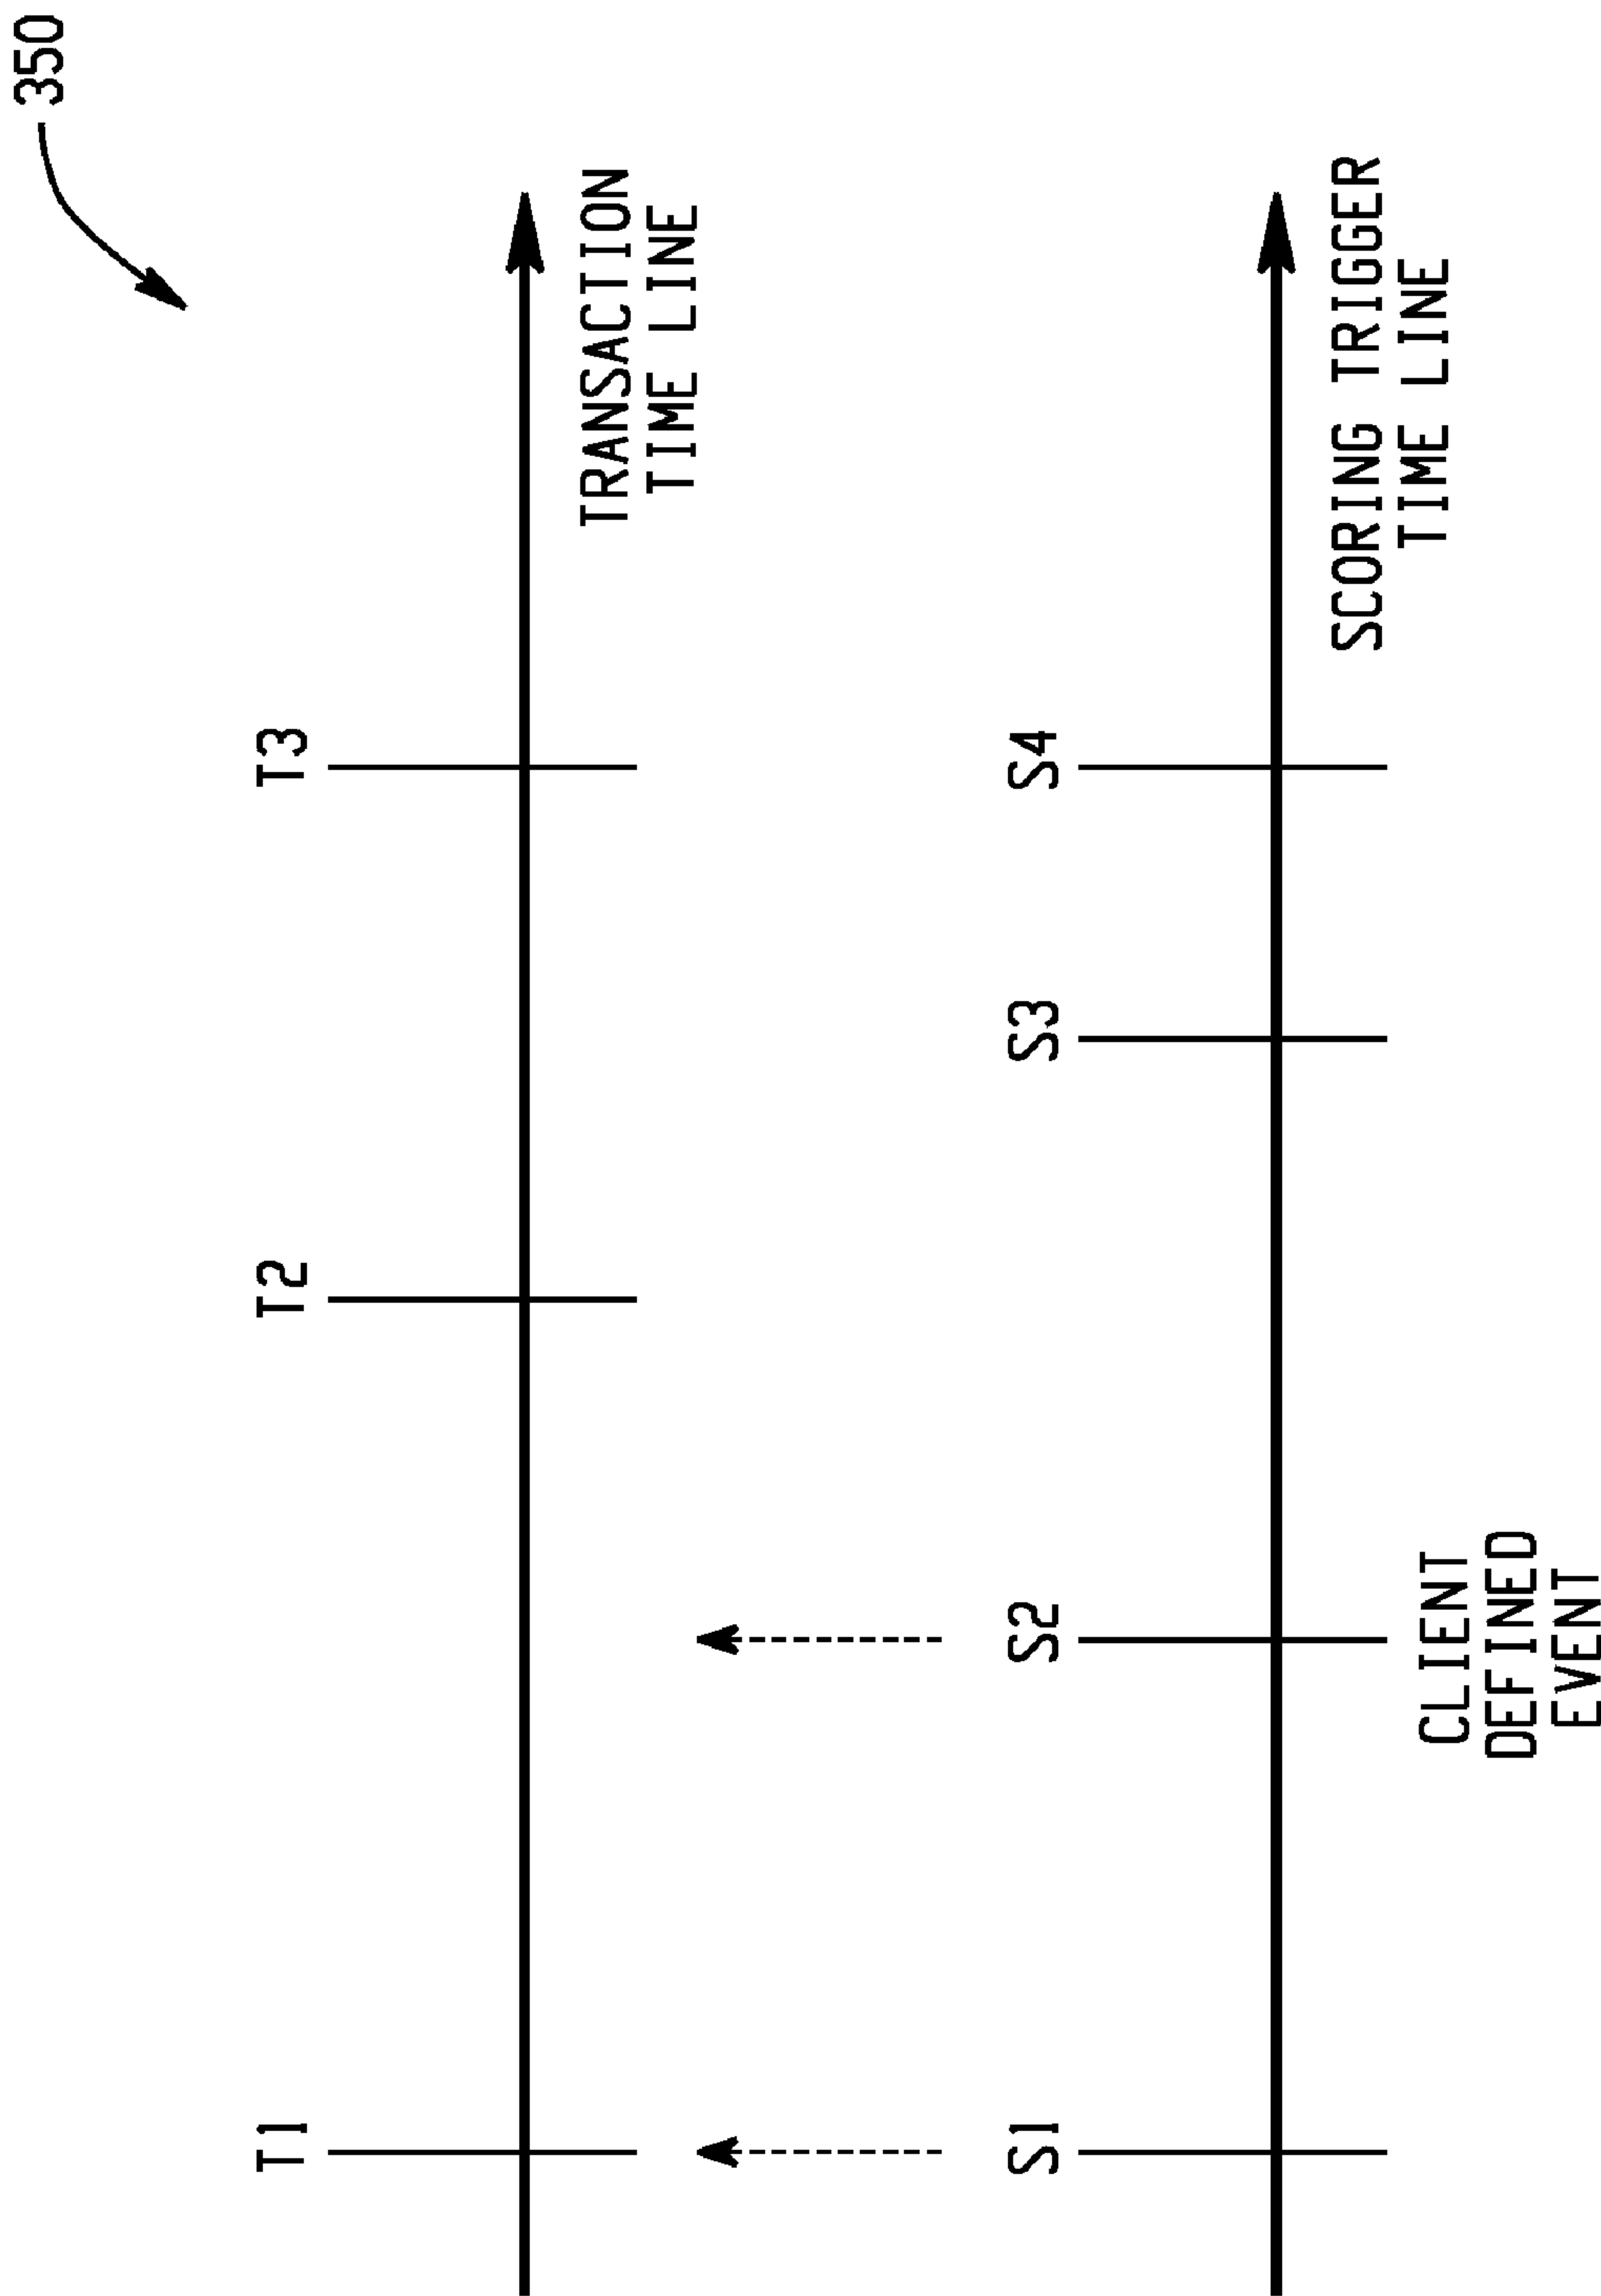 350
T1
T2
T3
TRANSACTION
TIME LINE
S1
S2
S3
S4
SCORING TRIGGER
TIME LINE
CLIENT
DEFINED
EVENT